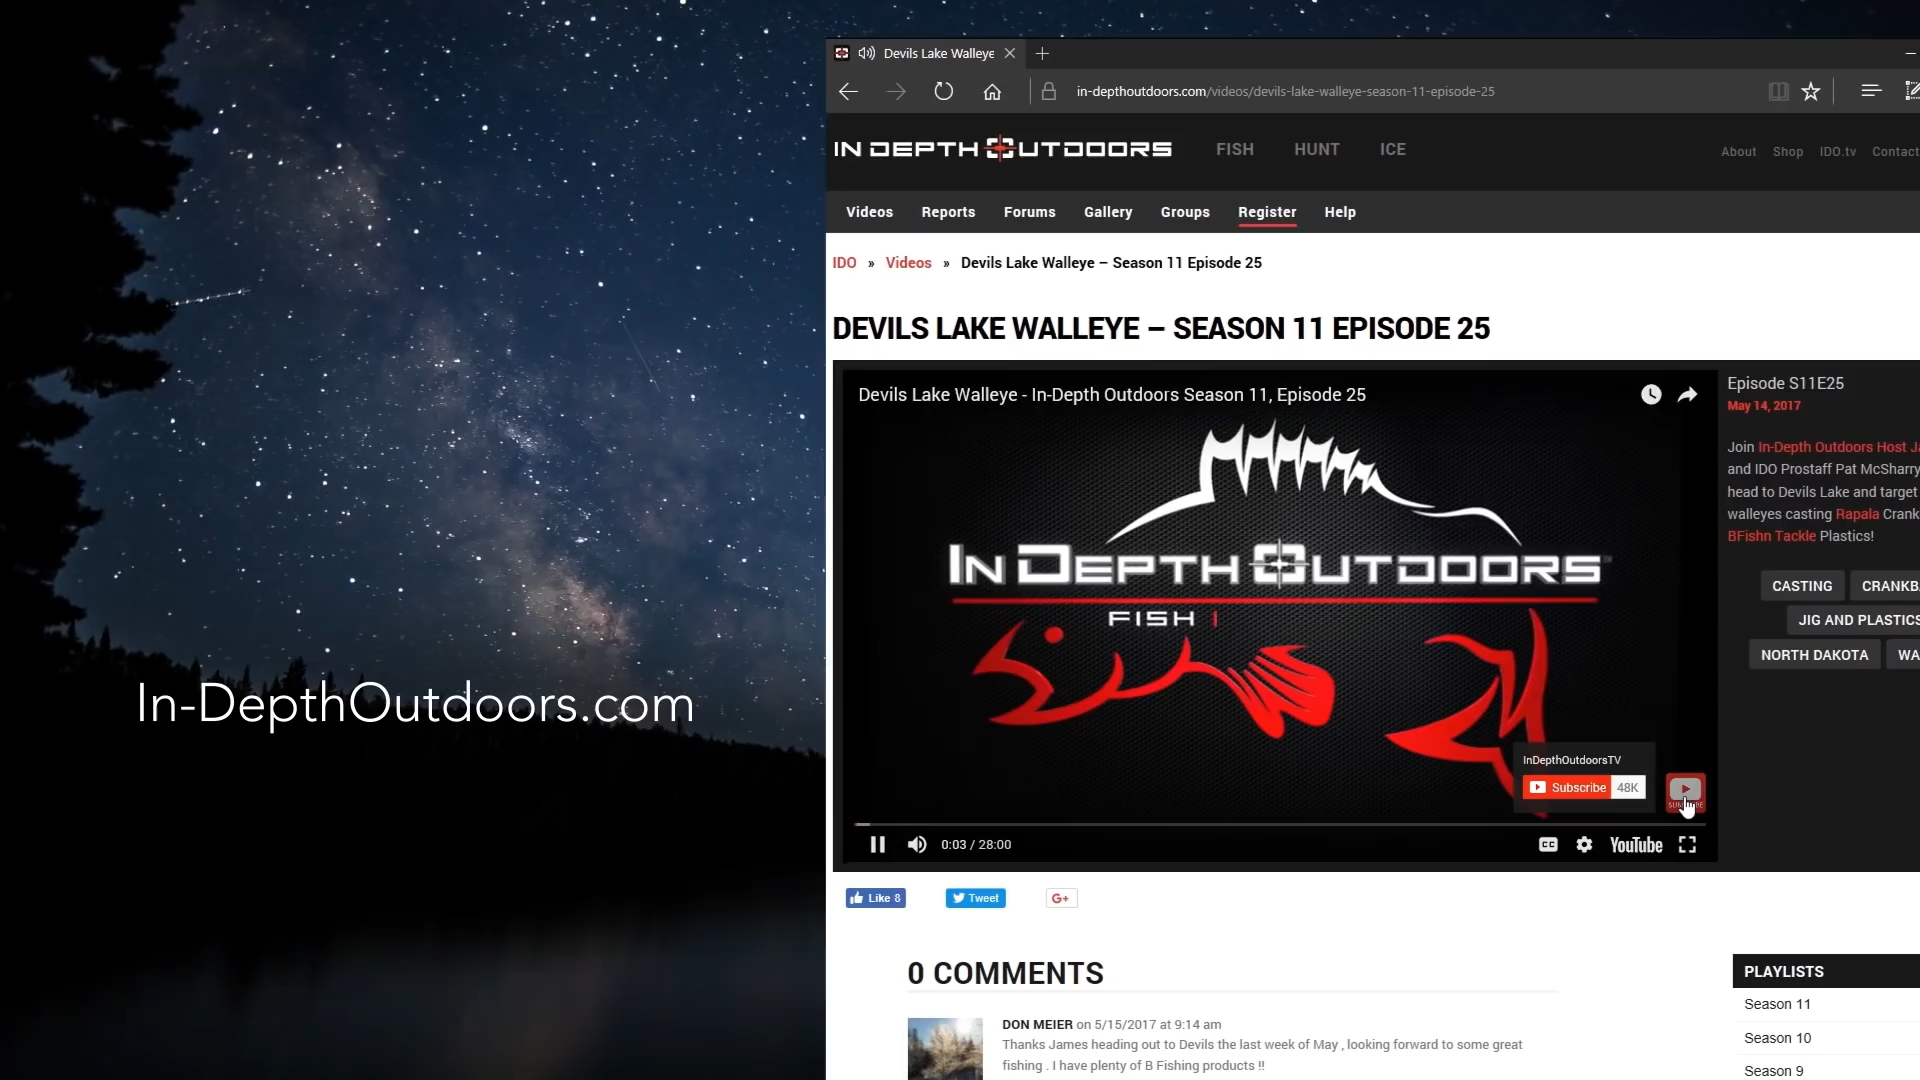 Devils Lake Walleye
in-depthoutdoors.com/videos/devils-lake-walleye-season-11-episode-25
IN DEPTH OUTDOORS
FISH HUNT ICE
About Shop IDO.tv Contact
Videos Reports Forums Gallery Groups Register Help
IDO » Videos » Devils Lake Walleye – Season 11 Episode 25
DEVILS LAKE WALLEYE – SEASON 11 EPISODE 25
Devils Lake Walleye - In-Depth Outdoors Season 11, Episode 25
IN DEPTH OUTDOORS
FISH
InDepthOutdoorsTV
Subscribe 48K
0:03 / 28:00
CC
YouTube
Episode S11E25
May 14, 2017
Join In-Depth Outdoors Host
and IDO Prostaff Pat McSharry
head to Devils Lake and target
walleyes casting Rapala Crank
BFishn Tackle Plastics!
CASTING CRANKB
JIG AND PLASTICS
NORTH DAKOTA WA
In-DepthOutdoors.com
Like 8 Tweet G+
0 COMMENTS
DON MEIER on 5/15/2017 at 9:14 am
Thanks James heading out to Devils the last week of May , looking forward to some great
fishing . I have plenty of B Fishing products !!
PLAYLISTS
Season 11
Season 10
Season 9